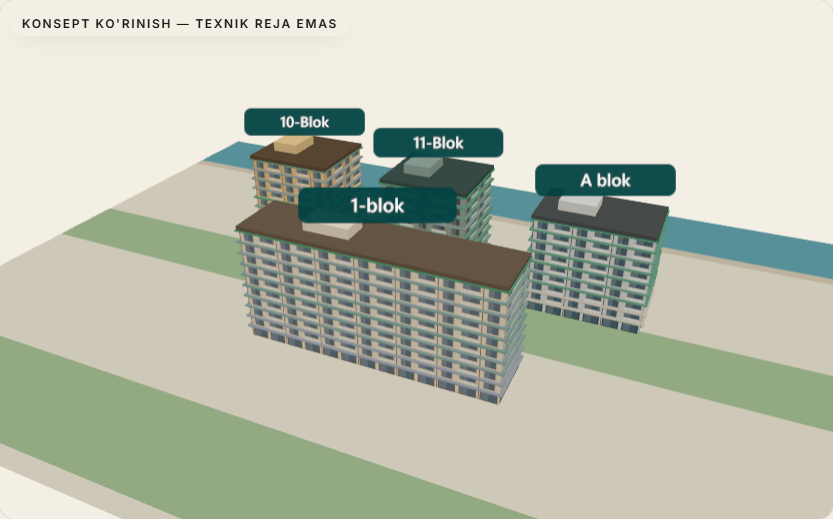 KONSEPT KO'RINISH — TEXNIK REJA EMAS
10-Blok
11-Blok
A blok
1-blok